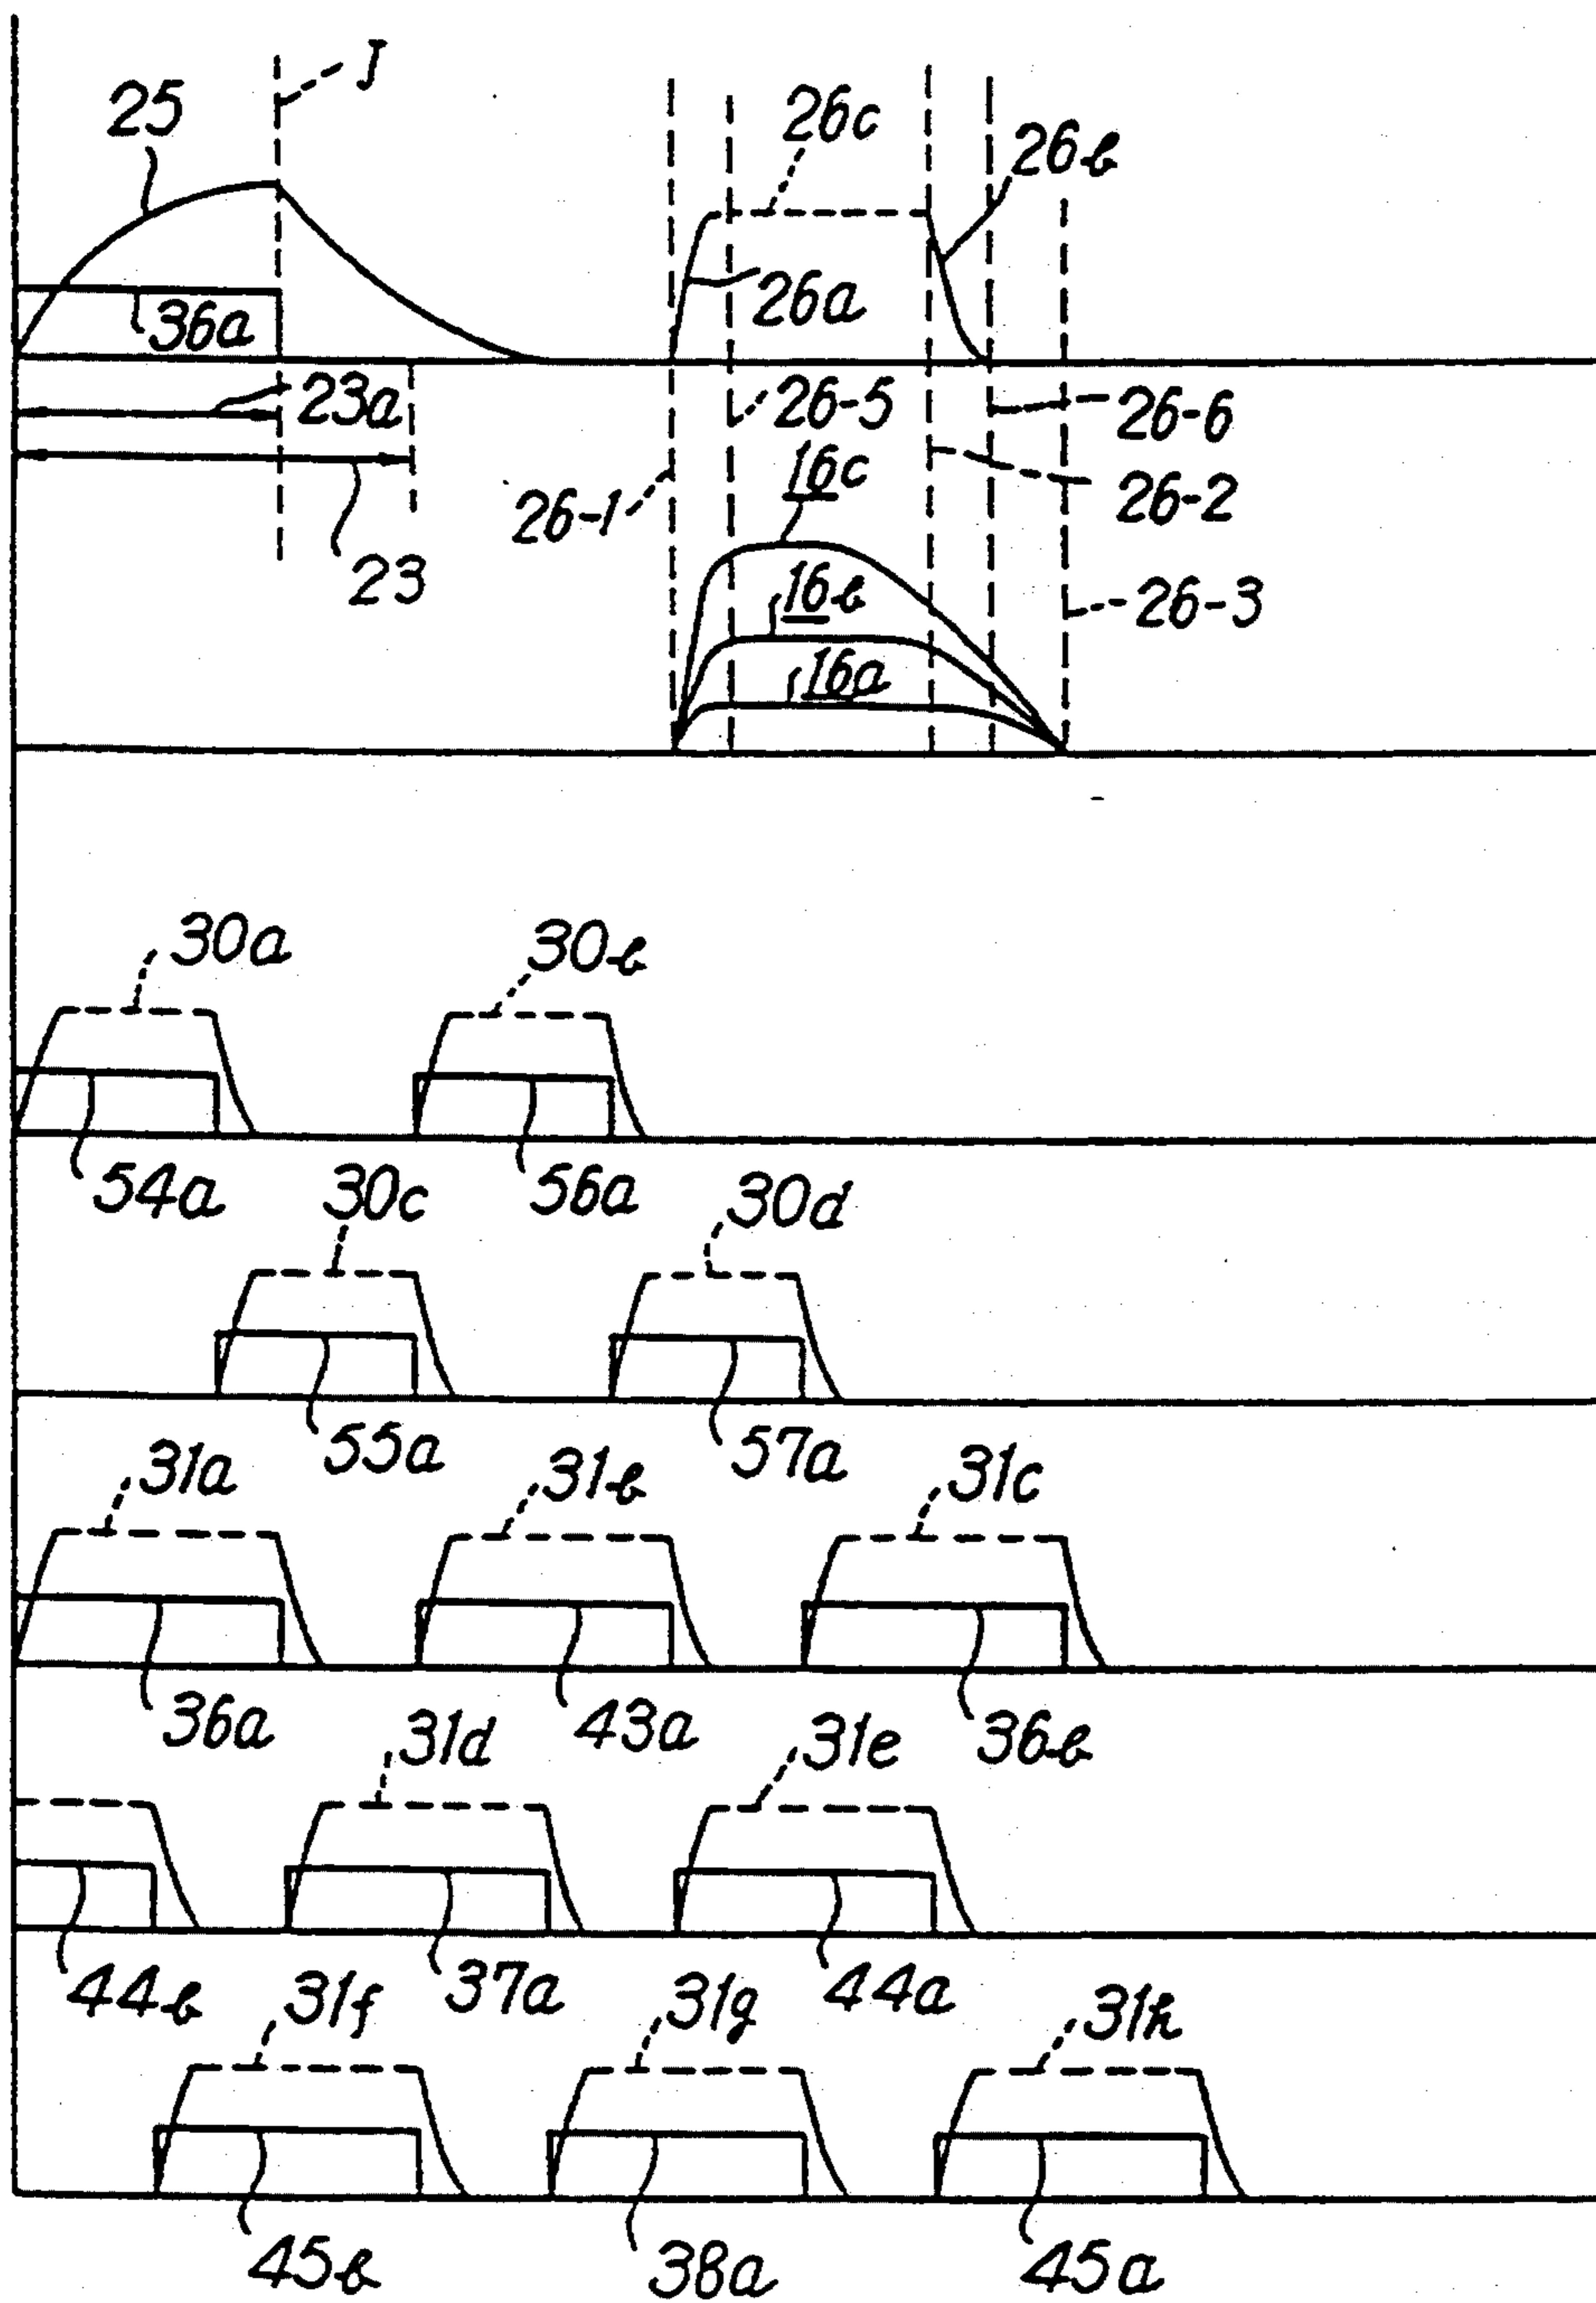 J
25
26c
26b
36a
26a
23a
26-5
26-6
16c
26-1
26-2
23
16b
26-3
16a
30a
30b
54a
30c
56a
30d
55a
57a
31a
31b
31c
36a
31d
43a
31e
36b
44b
31f
37a
31g
44a
31h
45b
38a
45a